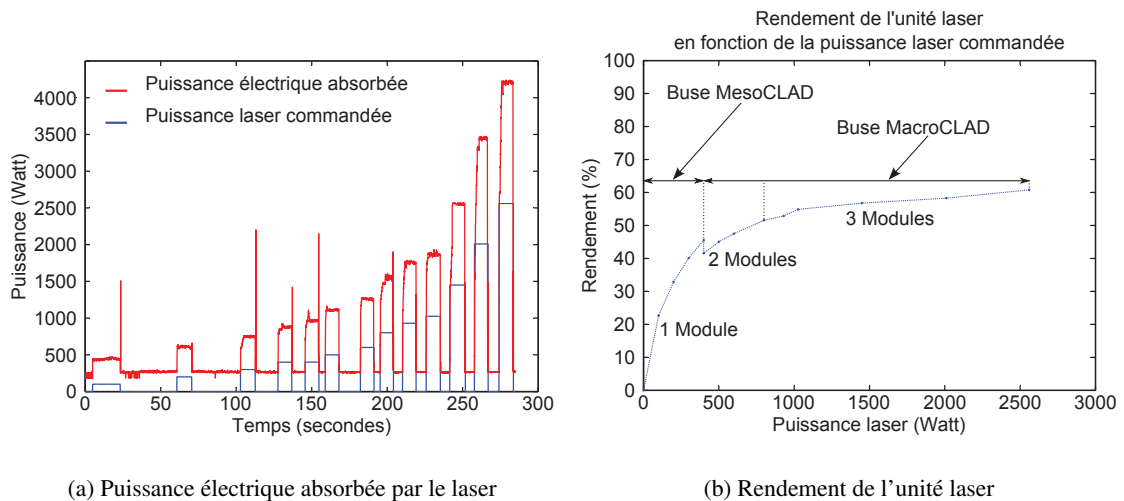 Puissance électrique absorbée
Puissance laser commandée
4000
3500
3000
2500
2000
1500
1000
500
0
Puissance (Watt)
0 50 100 150 200 250 300
Temps (secondes)
(a) Puissance électrique absorbée par le laser
Rendement de l'unité laser
en fonction de la puissance laser commandée
100
90
80
70
60
50
40
30
20
10
0
Rendement (%)
Buse MesoCLAD
Buse MacroCLAD
3 Modules
2 Modules
1 Module
0 500 1000 1500 2000 2500 3000
Puissance laser (Watt)
(b) Rendement de l’unité laser